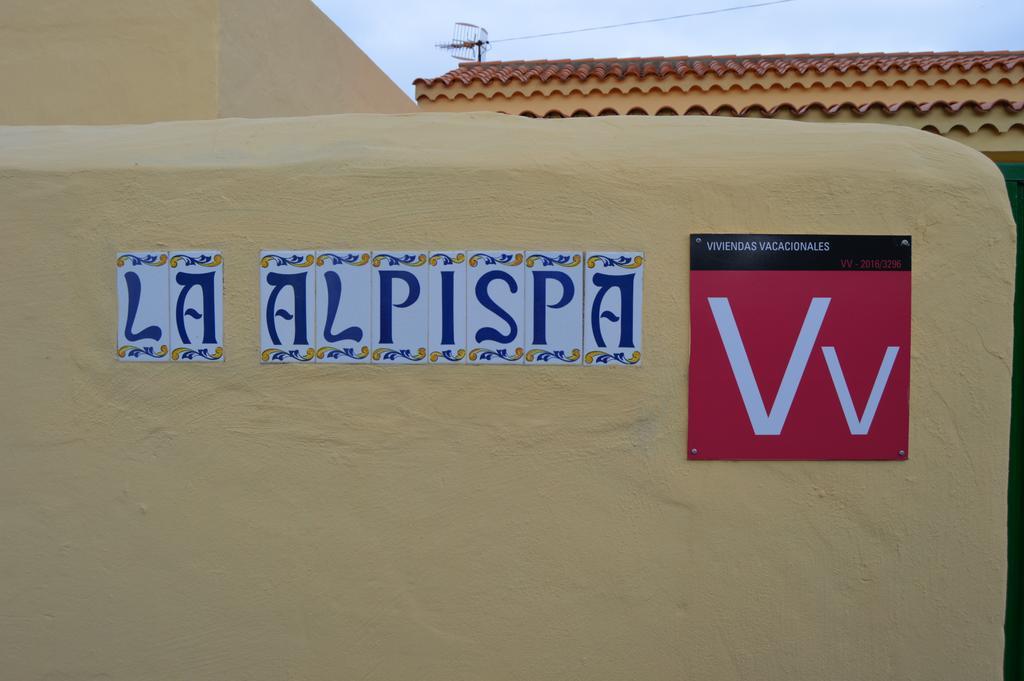 LA ALPISPA
VIVIENDAS VACACIONALES
VV - 2016/3296
Vv